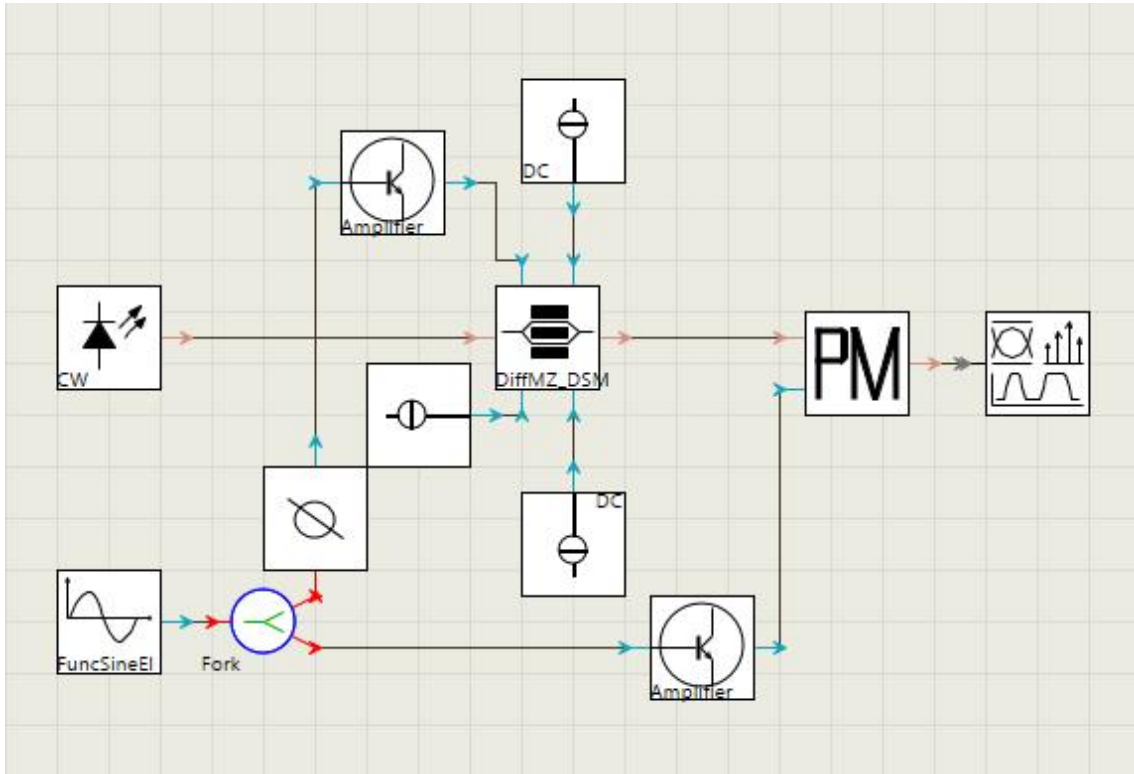 DC
Amplifier
CW
DiffMZ_DSM
PM
DC
FuncSineEl
Fork
Amplifier